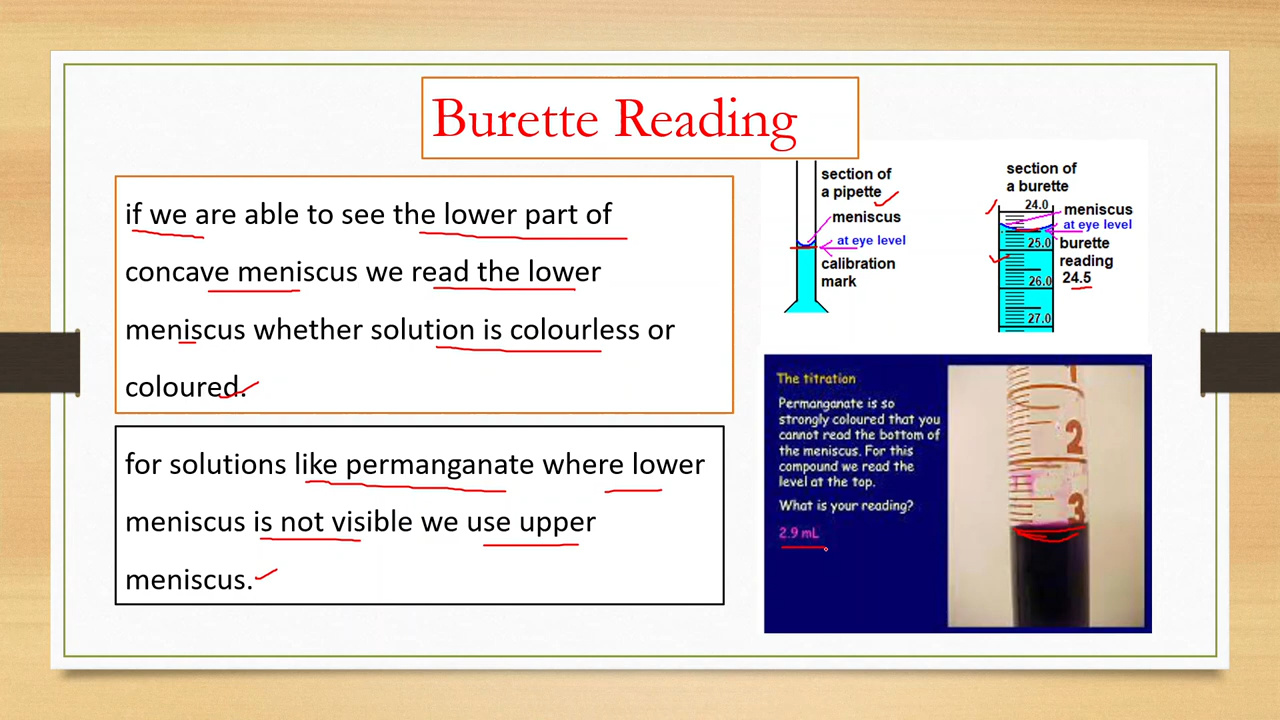 Burette Reading
if we are able to see the lower part of
concave meniscus we read the lower
meniscus whether solution is colourless or
coloured.
for solutions like permanganate where lower
meniscus is not visible we use upper
meniscus.
section of
a pipette
meniscus
at eye level
calibration
mark
section of
a burette
24.0
meniscus
at eye level
25.0
burette
reading
24.5
26.0
27.0
The titration
Permanganate is so
strongly coloured that you
cannot read the bottom of
the meniscus. For this
compound we read the
level at the top.
What is your reading?
2.9 mL
1
2
3